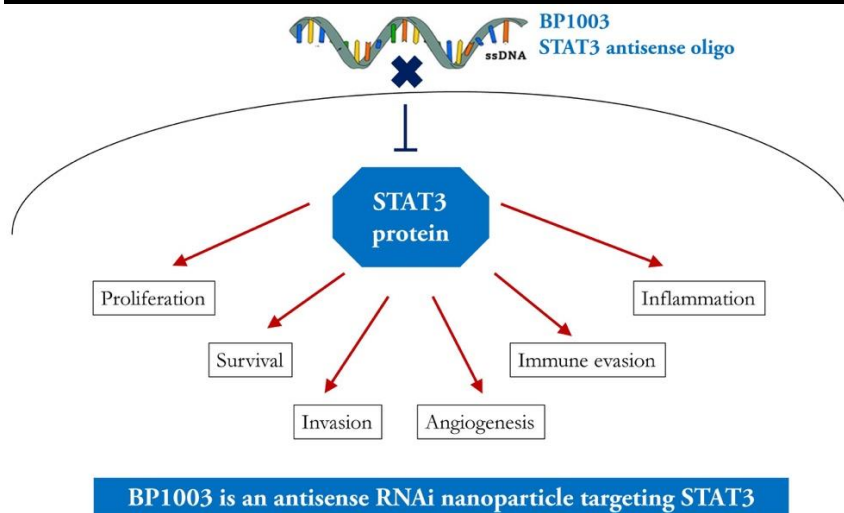 BP1003
STAT3 antisense oligo
ssDNA
STAT3
protein
Proliferation
Inflammation
Survival
Immune evasion
Invasion
Angiogenesis
BP1003 is an antisense RNAi nanoparticle targeting STAT3